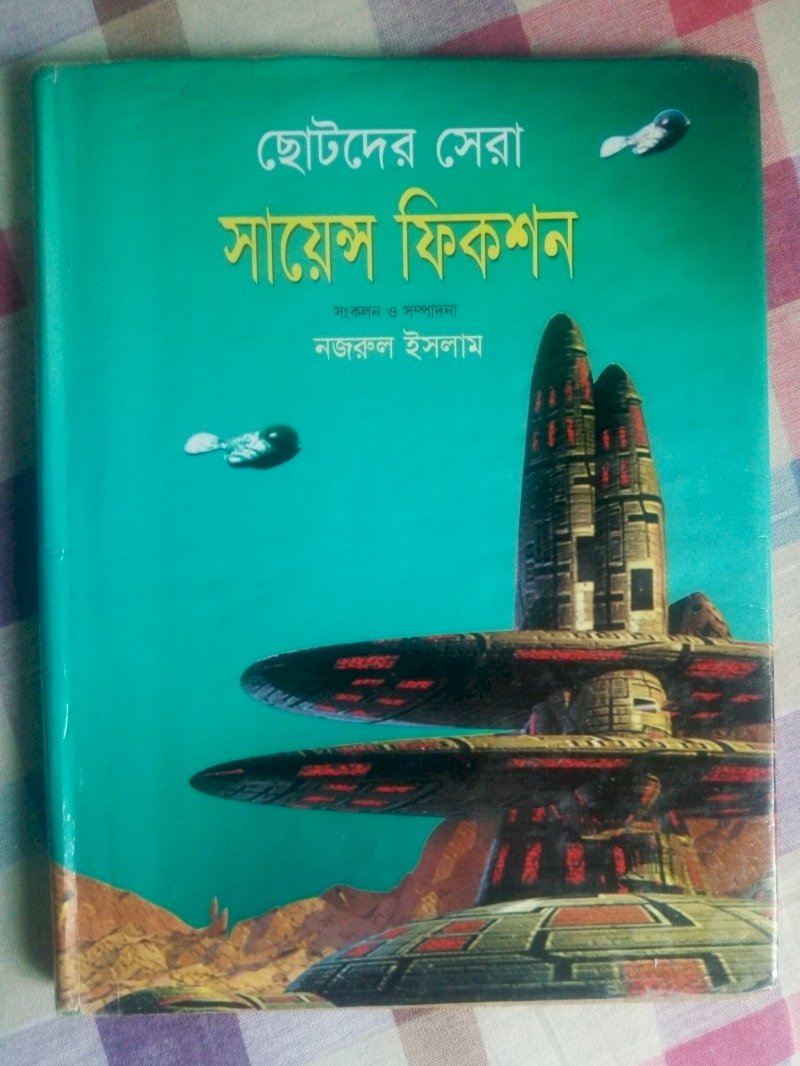 ছোটদের সেরা
সায়েন্স ফিকশন
সংকলন ও সম্পাদনা
নজরুল ইসলাম